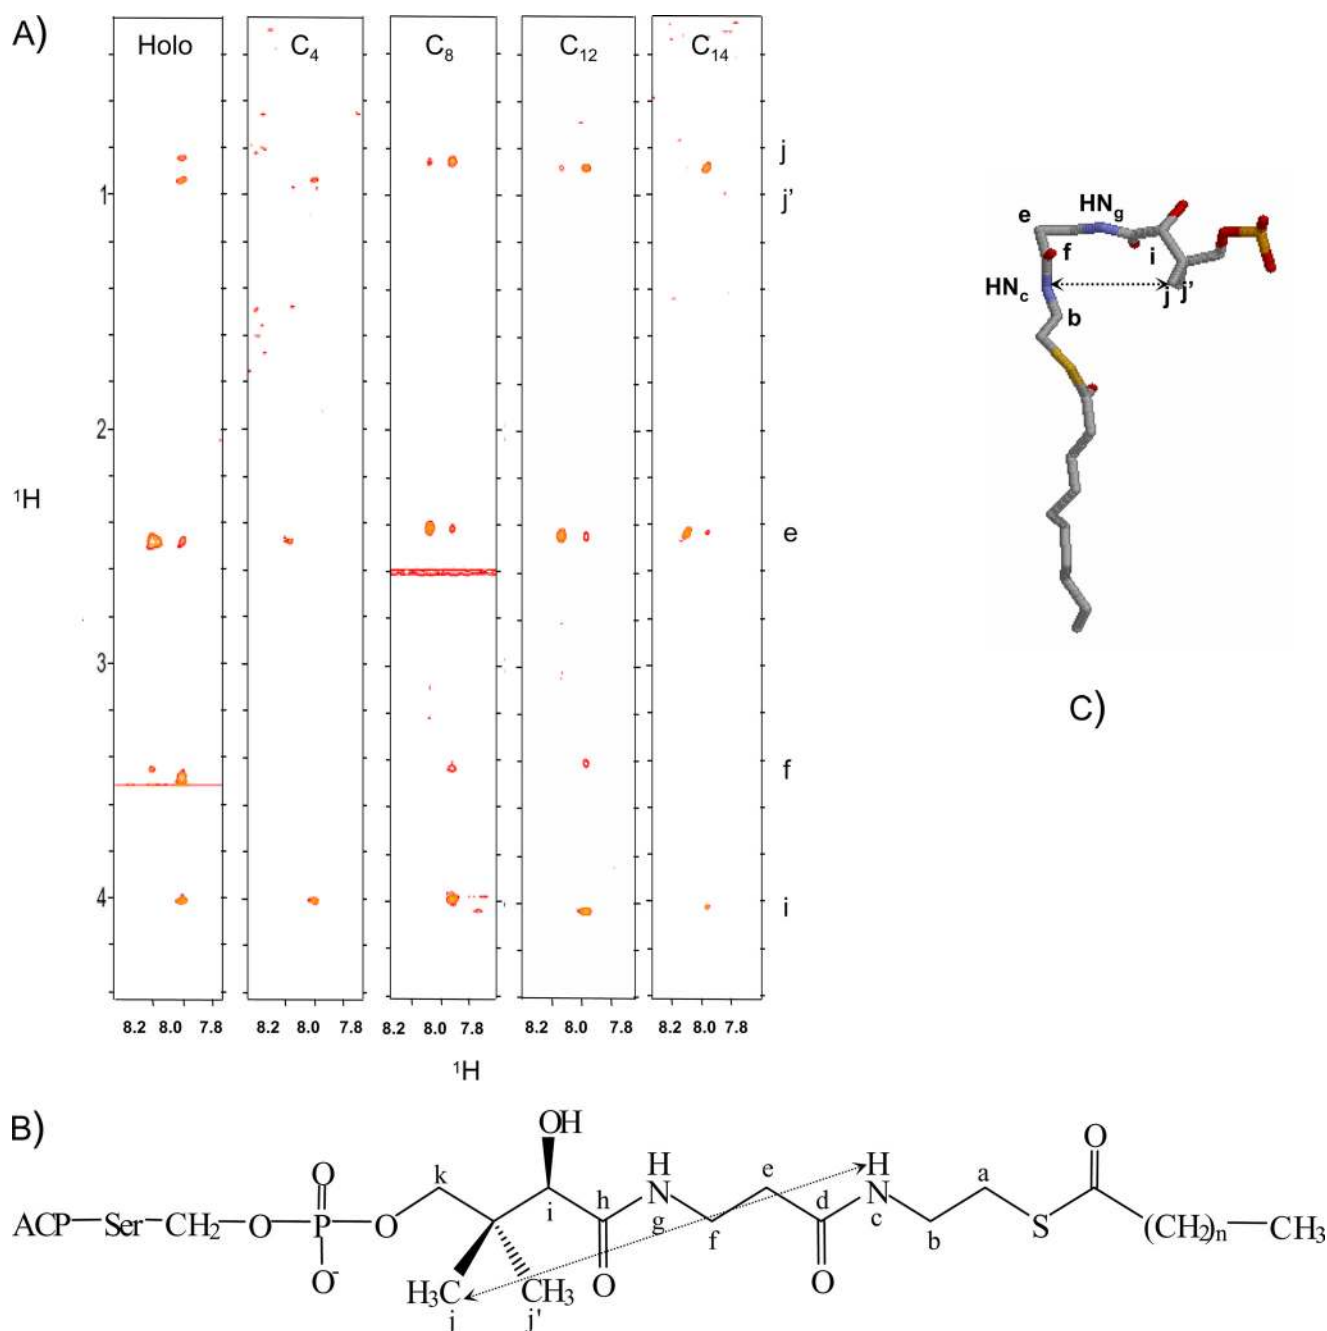 A)
Holo
C₄
C₈
C₁₂
C₁₄
j
1
j'
2
¹H
e
3
f
4
i
8.2 8.0 7.8
8.2 8.0 7.8
8.2 8.0 7.8
8.2 8.0 7.8
8.2 8.0 7.8
¹H
HNg
e
f
i
HNc
j
j'
b
C)
B)
OH
O
O
k
H
H
e
a
i
h
d
ACP Ser CH₂ O P O
N
N
S
(CH₂)n CH₃
g
f
c
b
O⁻
H₃C
CH₃
O
O
j
j'